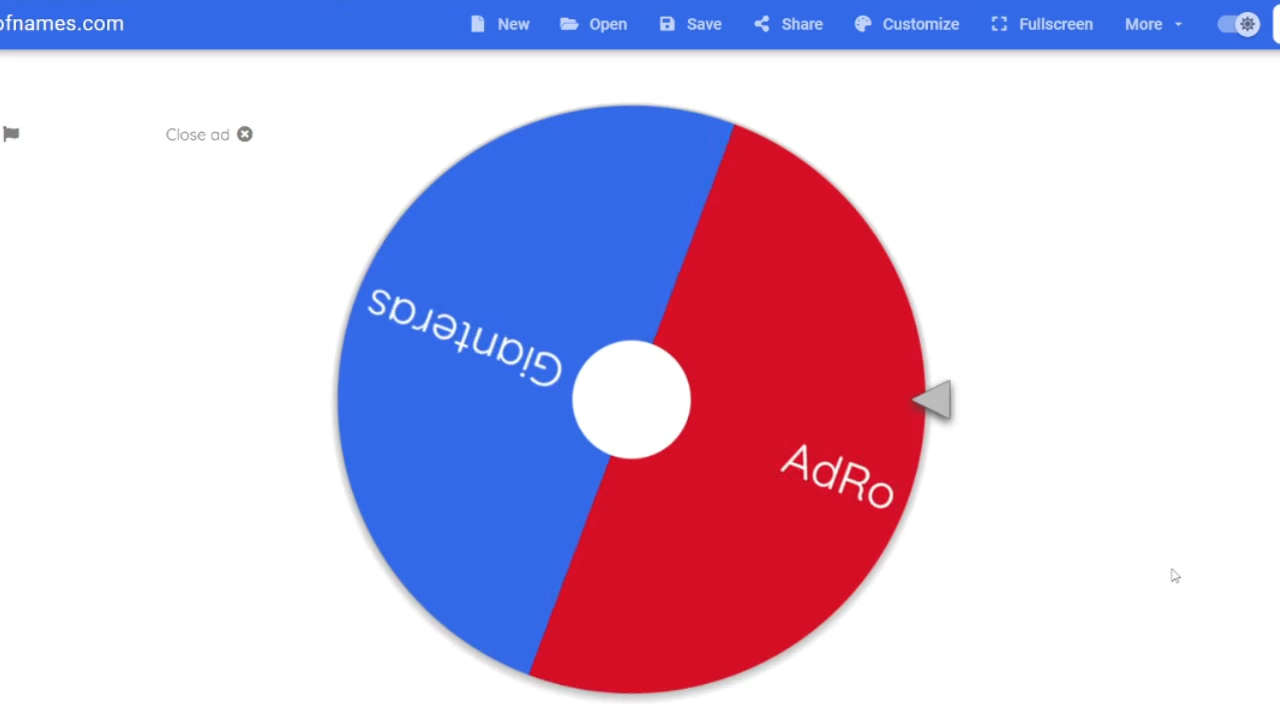 ofnames.com
New
Open
Save
Share
Customize
Fullscreen
More
Close ad
Gianteras
AdRo